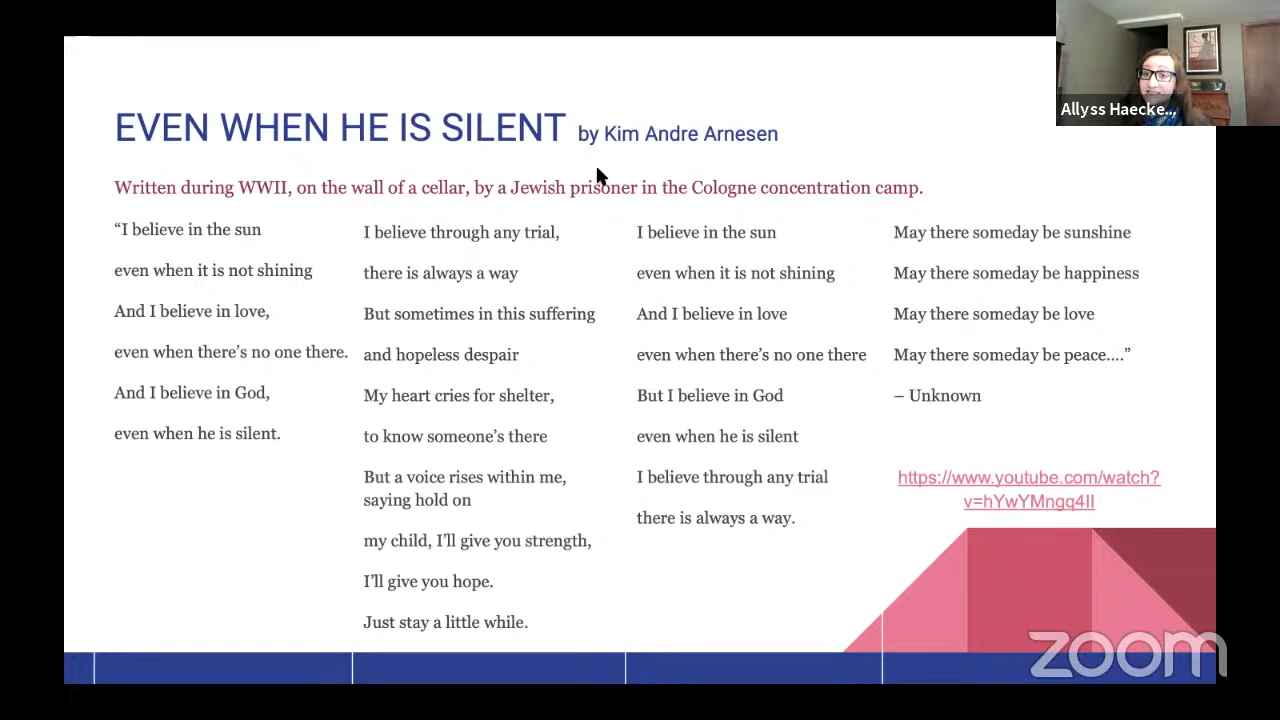 EVEN WHEN HE IS SILENT by Kim Andre Arnesen
Written during WWII, on the wall of a cellar, by a Jewish prisoner in the Cologne concentration camp.
“I believe in the sun
even when it is not shining
And I believe in love,
even when there’s no one there.
And I believe in God,
even when he is silent.
I believe through any trial,
there is always a way
But sometimes in this suffering
and hopeless despair
My heart cries for shelter,
to know someone’s there
But a voice rises within me,
saying hold on
my child, I’ll give you strength,
I’ll give you hope.
Just stay a little while.
I believe in the sun
even when it is not shining
And I believe in love
even when there’s no one there
But I believe in God
even when he is silent
I believe through any trial
there is always a way.
May there someday be sunshine
May there someday be happiness
May there someday be love
May there someday be peace....”
– Unknown
https://www.youtube.com/watch?
v=hYwYMngq4II
Allyss Haecke...
zoom